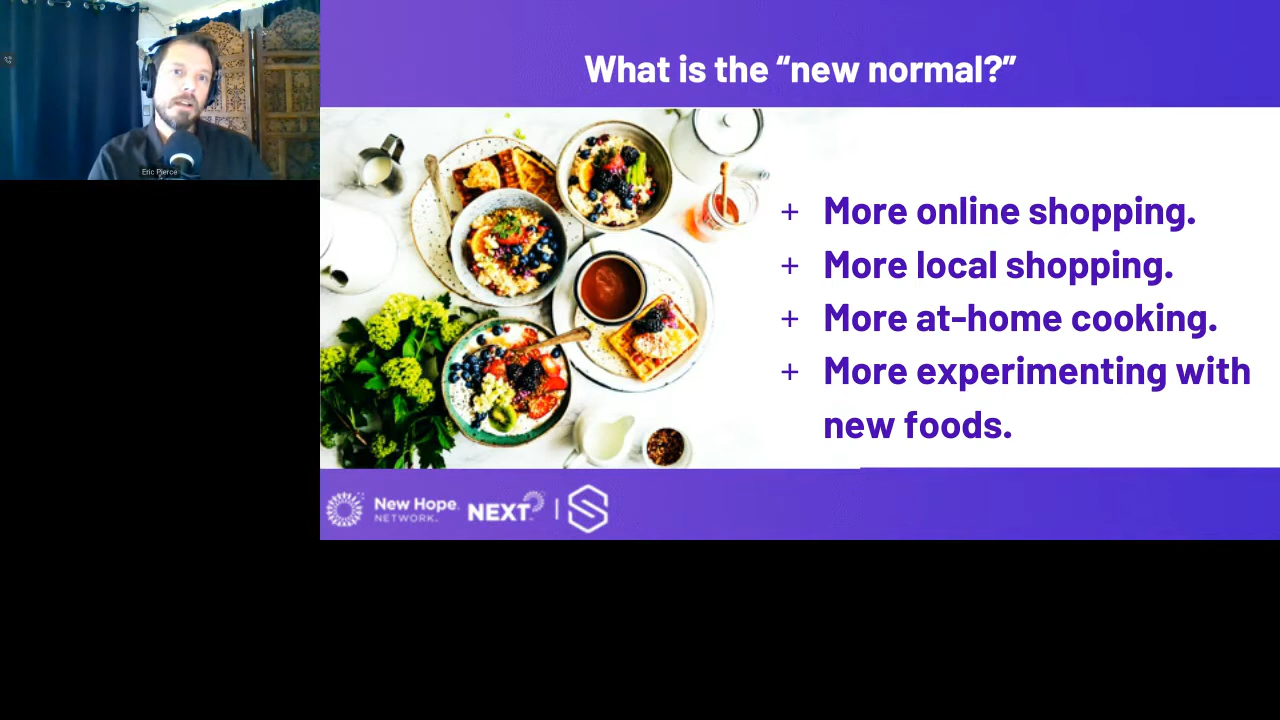 What is the “new normal?”
Eric Pierce
+ More online shopping.
+ More local shopping.
+ More at-home cooking.
+ More experimenting with
new foods.
New Hope
NETWORK.
NEXT